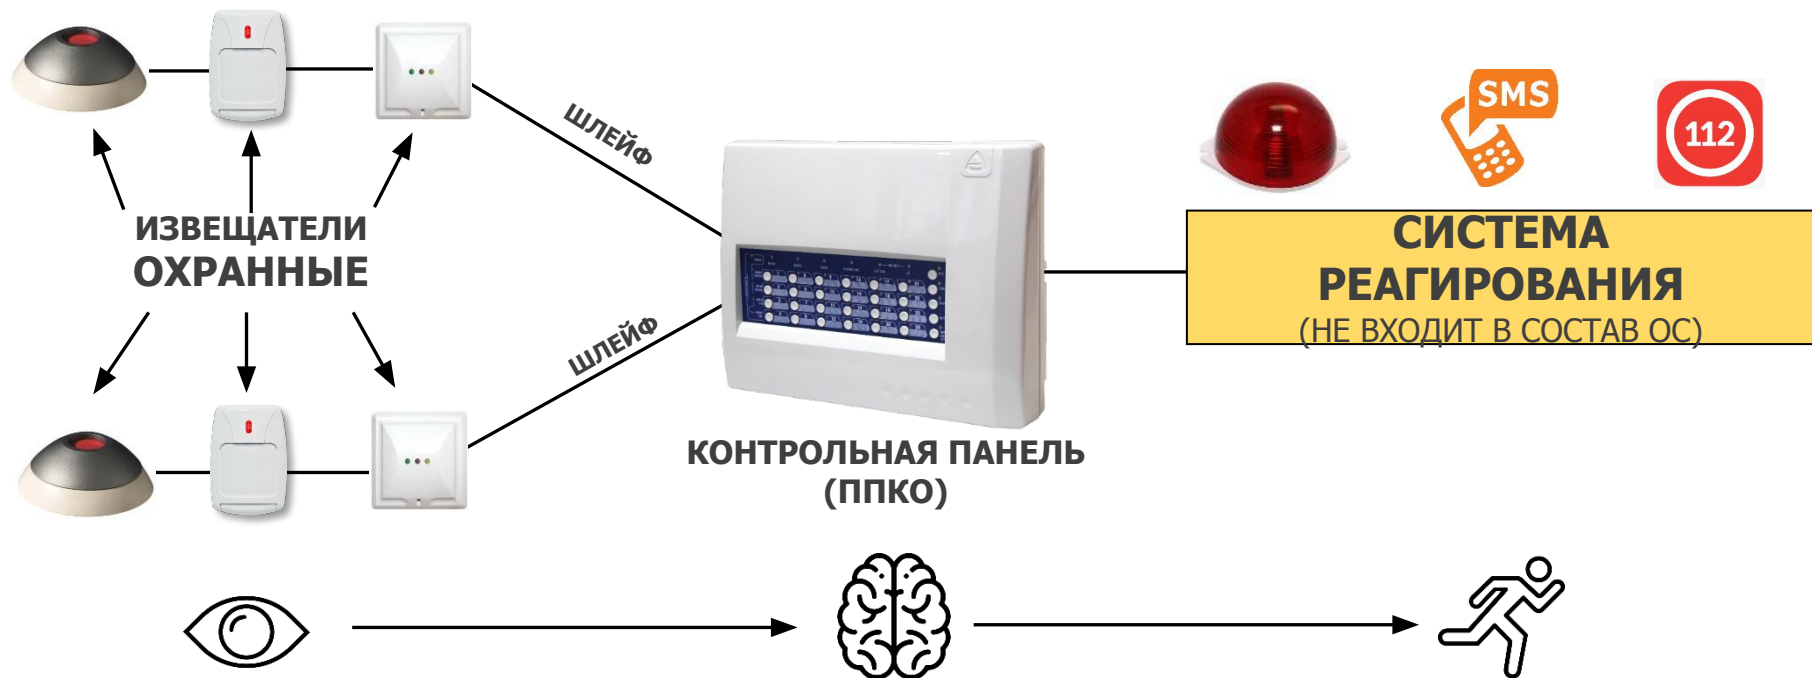 SMS
112
ШЛЕЙФ
ИЗВЕЩАТЕЛИ
ОХРАННЫЕ
СИСТЕМА
РЕАГИРОВАНИЯ
(НЕ ВХОДИТ В СОСТАВ ОС)
ШЛЕЙФ
КОНТРОЛЬНАЯ ПАНЕЛЬ
(ППКО)